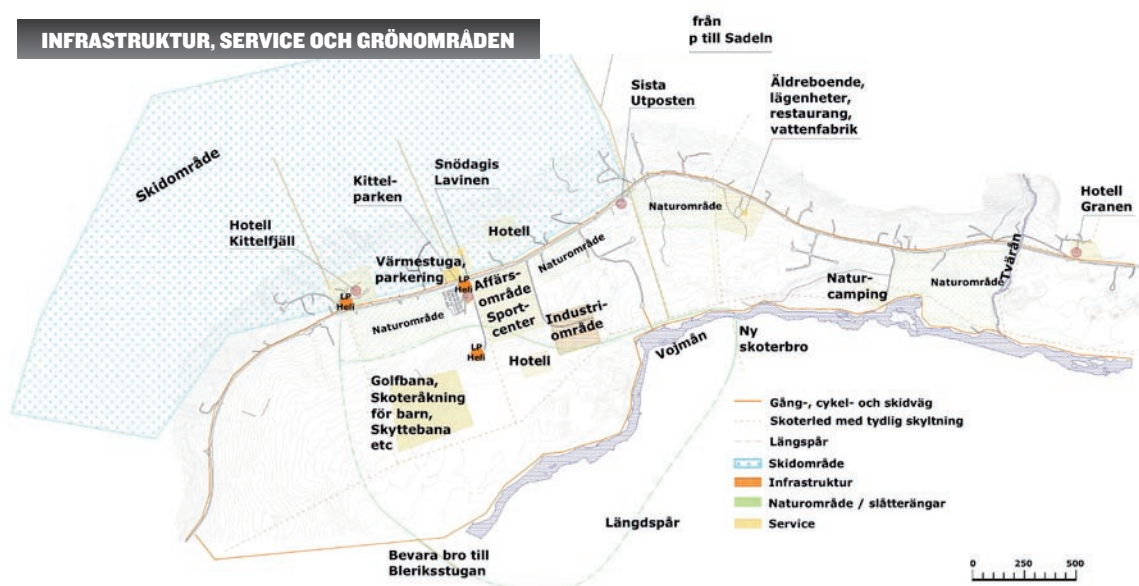 INFRASTRUKTUR, SERVICE OCH GRÖNOMRÅDEN
från
p till Sadeln
Sista
Utposten
Äldreboende,
lägenheter,
restaurang,
vattenfabrik
Skidområde
Snödagis
Lavinen
Kittel-
parken
Hotell
Kittelfjäll
Hotell
Granen
Naturområde
Hotell
Värmestuga,
parkering
Naturområde
Tvärån
LP
Heli
LP
Heli
Affärs-
område
Sport-
center
Natur-
camping
Naturområde
Naturområde
Industri-
område
LP
Heli
Hotell
Vojmån
Ny
skoterbro
Golfbana,
Skoteråkning
för barn,
Skyttebana
etc
Gång-, cykel- och skidväg
Skoterled med tydlig skyltning
Längspår
Skidområde
Infrastruktur
Naturområde / slåtterängar
Service
Längdspår
Bevara bro till
Bleriksstugan
0 250 500